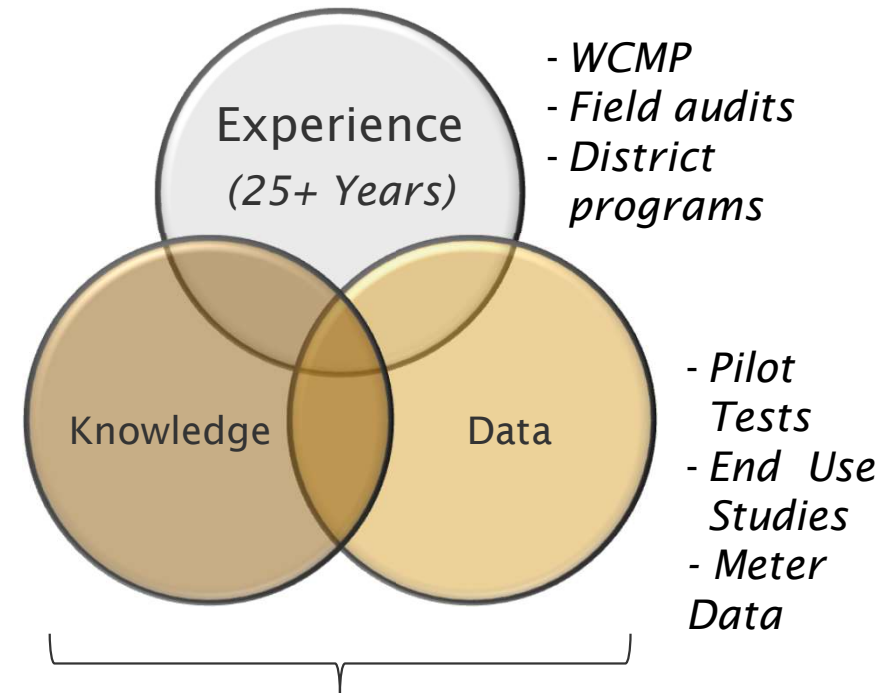 Experience
(25+ Years)
- WCMP
- Field audits
- District
programs
Knowledge
Data
- Pilot
Tests
- End Use
Studies
- Meter
Data